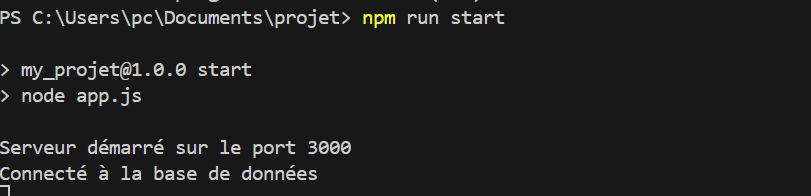 PS C:\Users\pc\Documents\projet> npm run start
> my_projet@1.0.0 start
> node app.js
Serveur démarré sur le port 3000
Connecté à la base de données